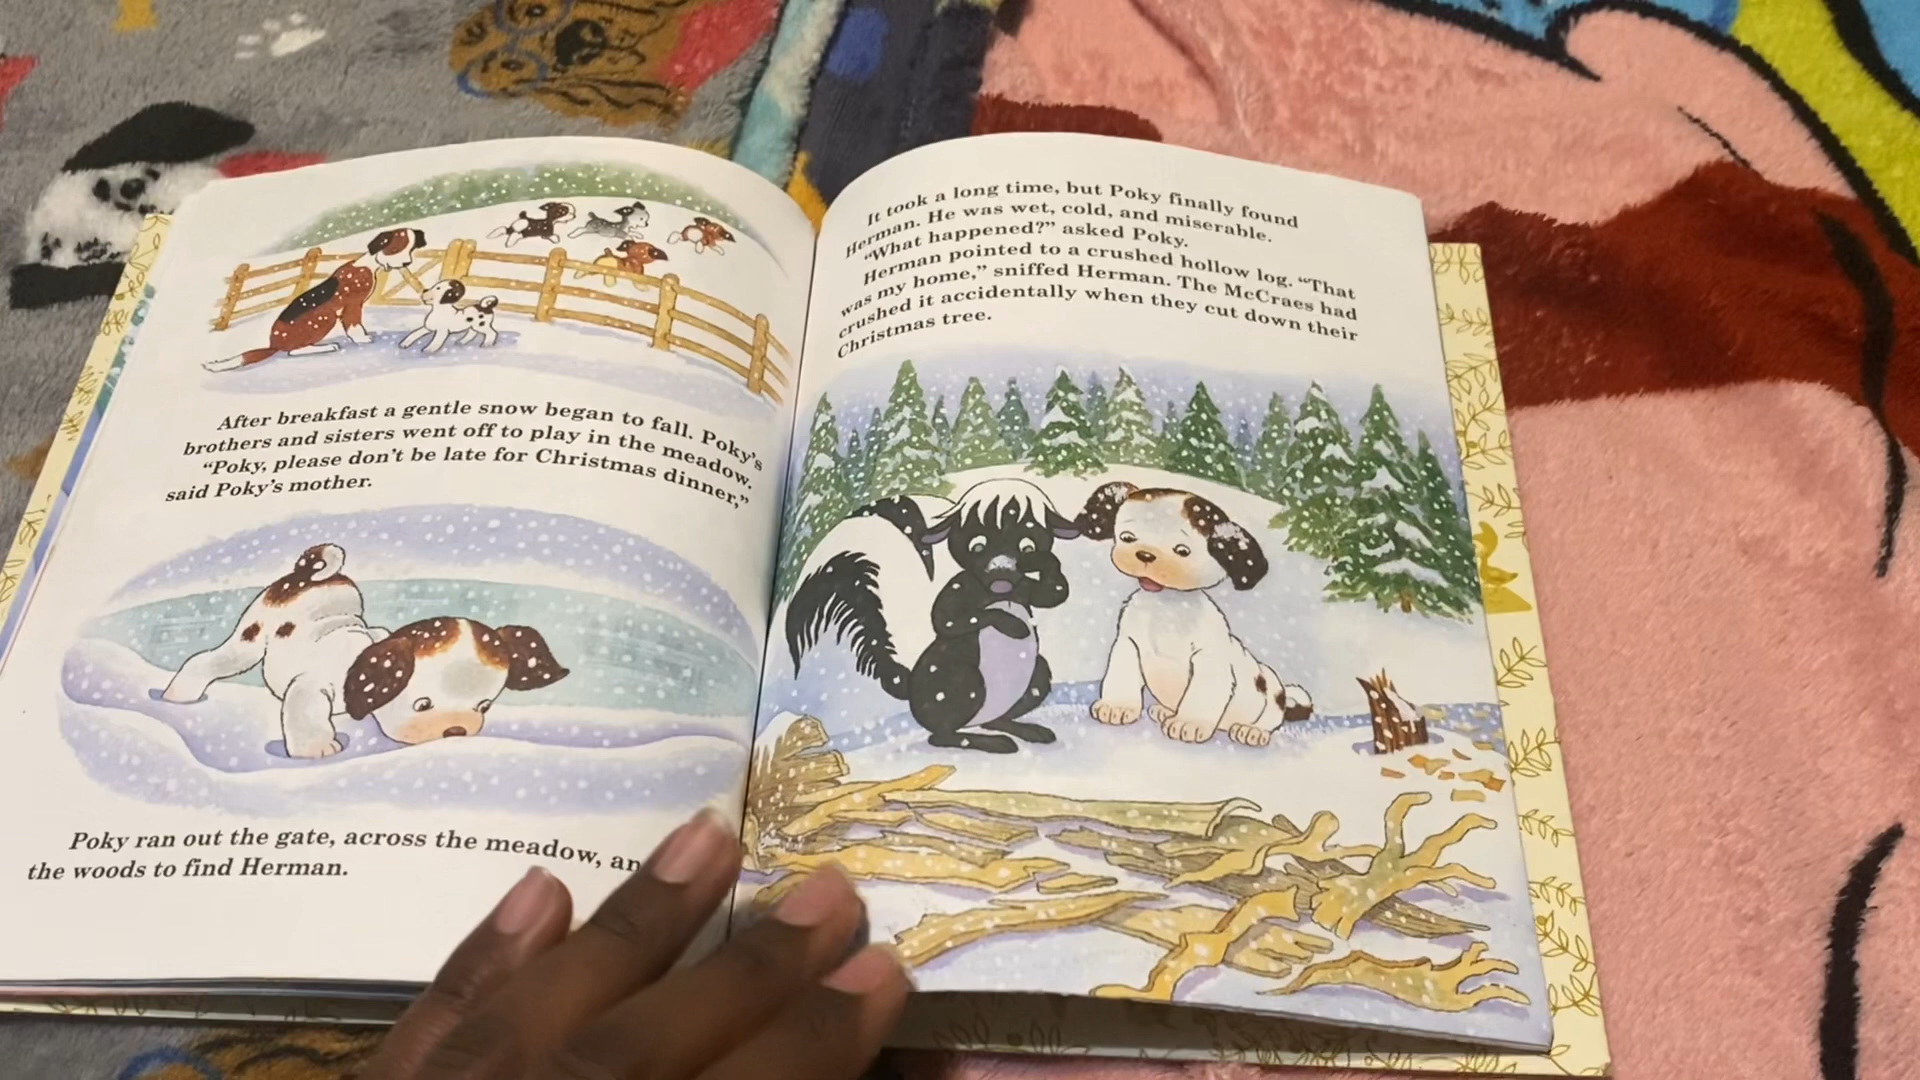 After breakfast a gentle snow began to fall. Poky's
brothers and sisters went off to play in the meadow.
"Poky, please don't be late for Christmas dinner,"
said Poky's mother.
Poky ran out the gate, across the meadow, an
the woods to find Herman.
It took a long time, but Poky finally found
Herman. He was wet, cold, and miserable.
"What happened?" asked Poky.
Herman pointed to a crushed hollow log. "That
was my home," sniffed Herman. The McCraes had
crushed it accidentally when they cut down their
Christmas tree.